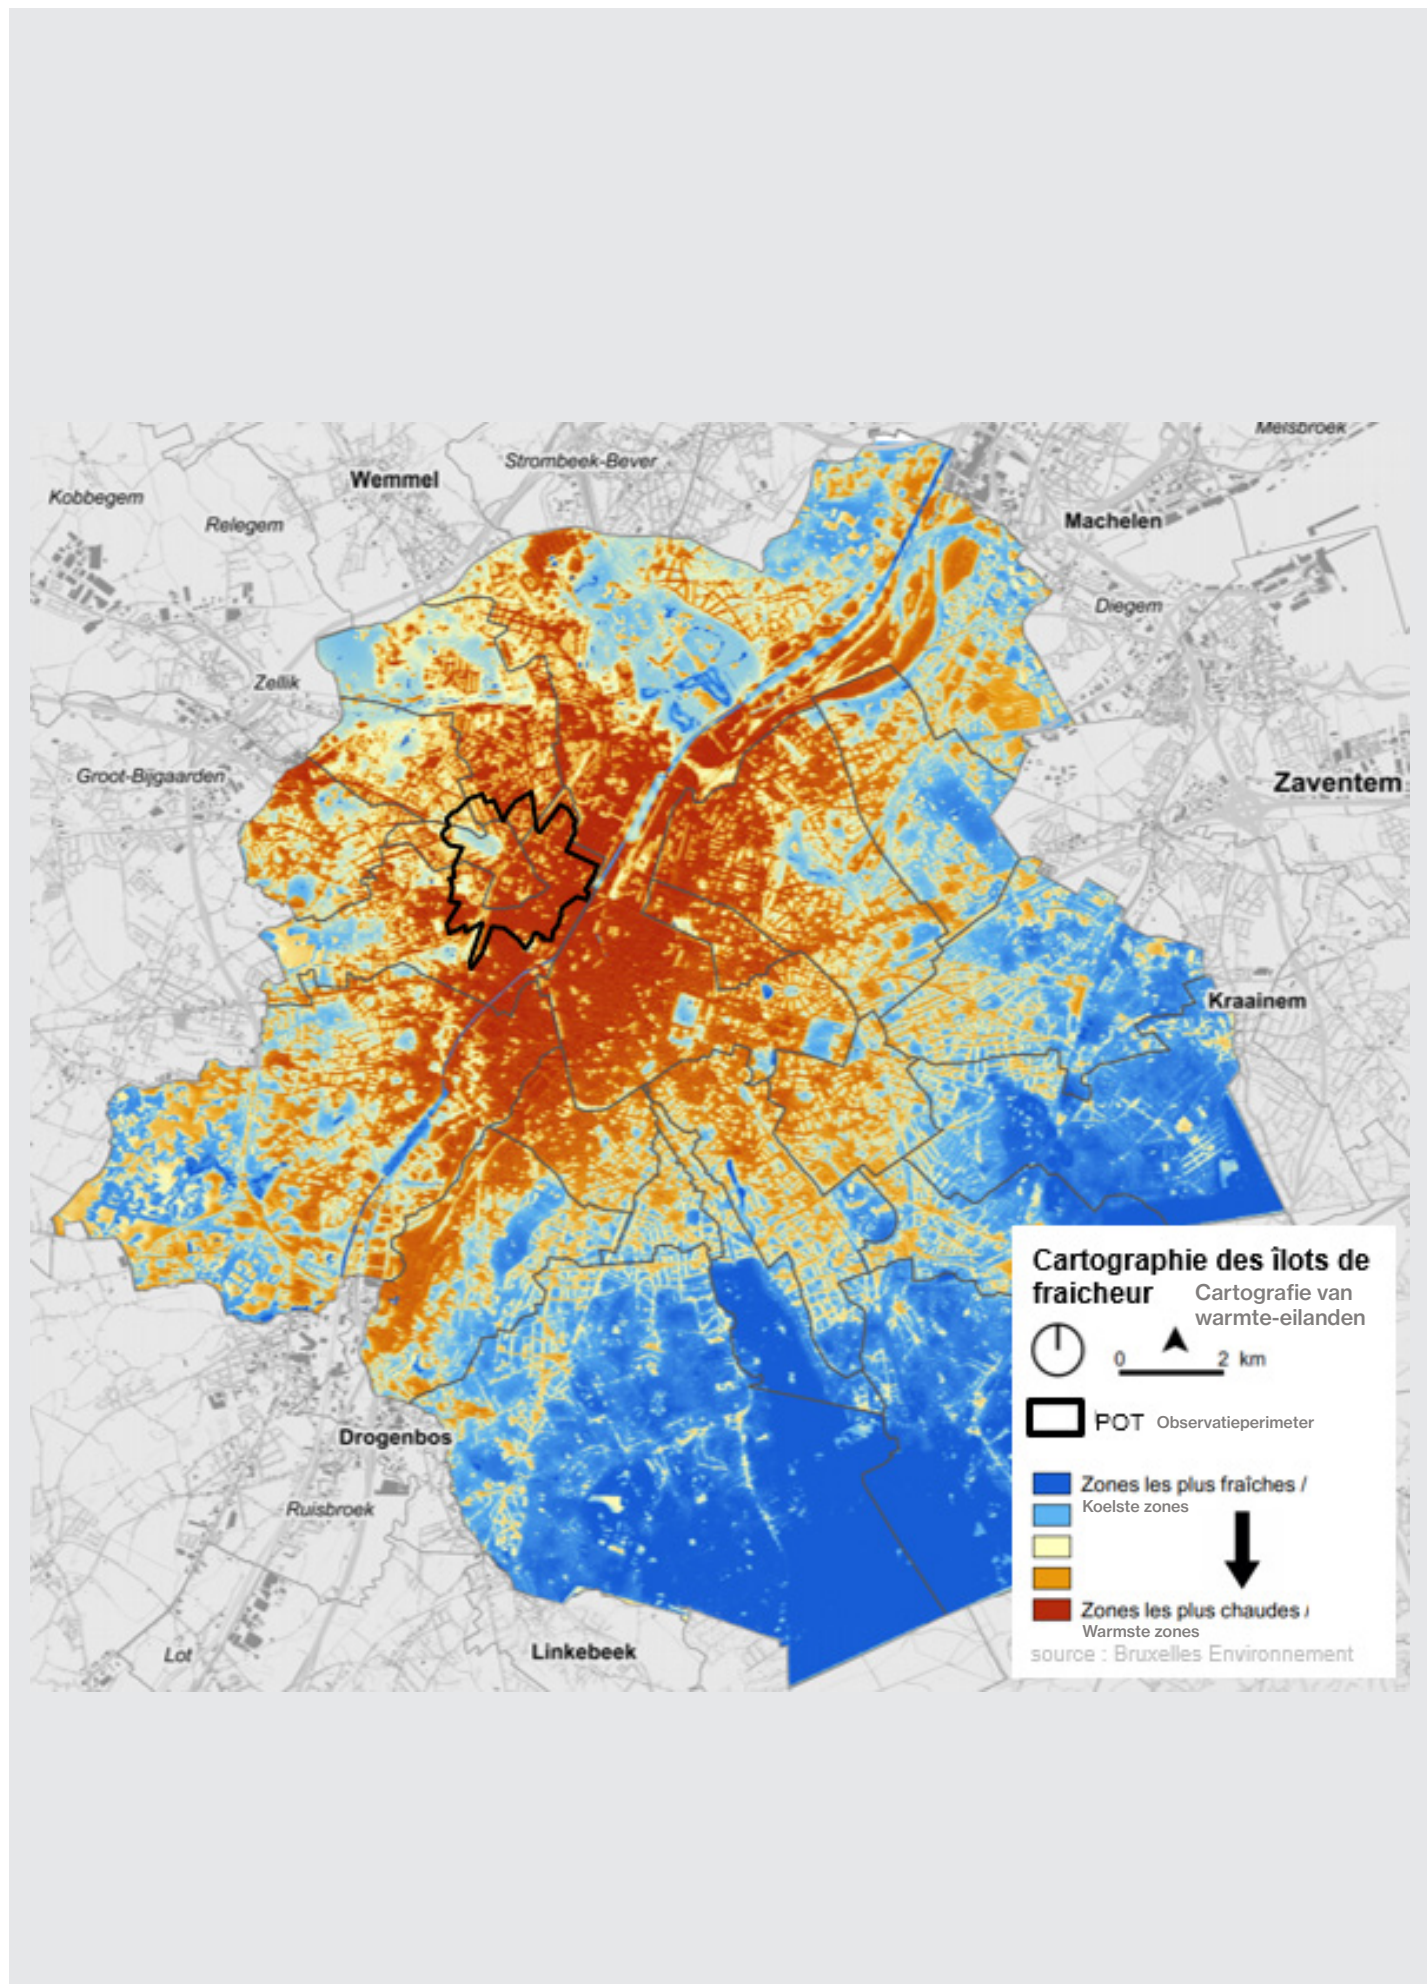 Melsbroek
Strombeek-Bever
Wemmel
Kobbegem
Relegem
Machelen
Diegem
Zellik
Groot-Bijgaarden
Zaventem
Kraainem
Cartographie des îlots de
fraicheur
Cartografie van
warmte-eilanden
0 2 km
POT Observatieperimeter
Drogenbos
Zones les plus fraîches /
Koelste zones
Ruisbroek
Zones les plus chaudes /
Warmste zones
source : Bruxelles Environnement
Linkebeek
Lot